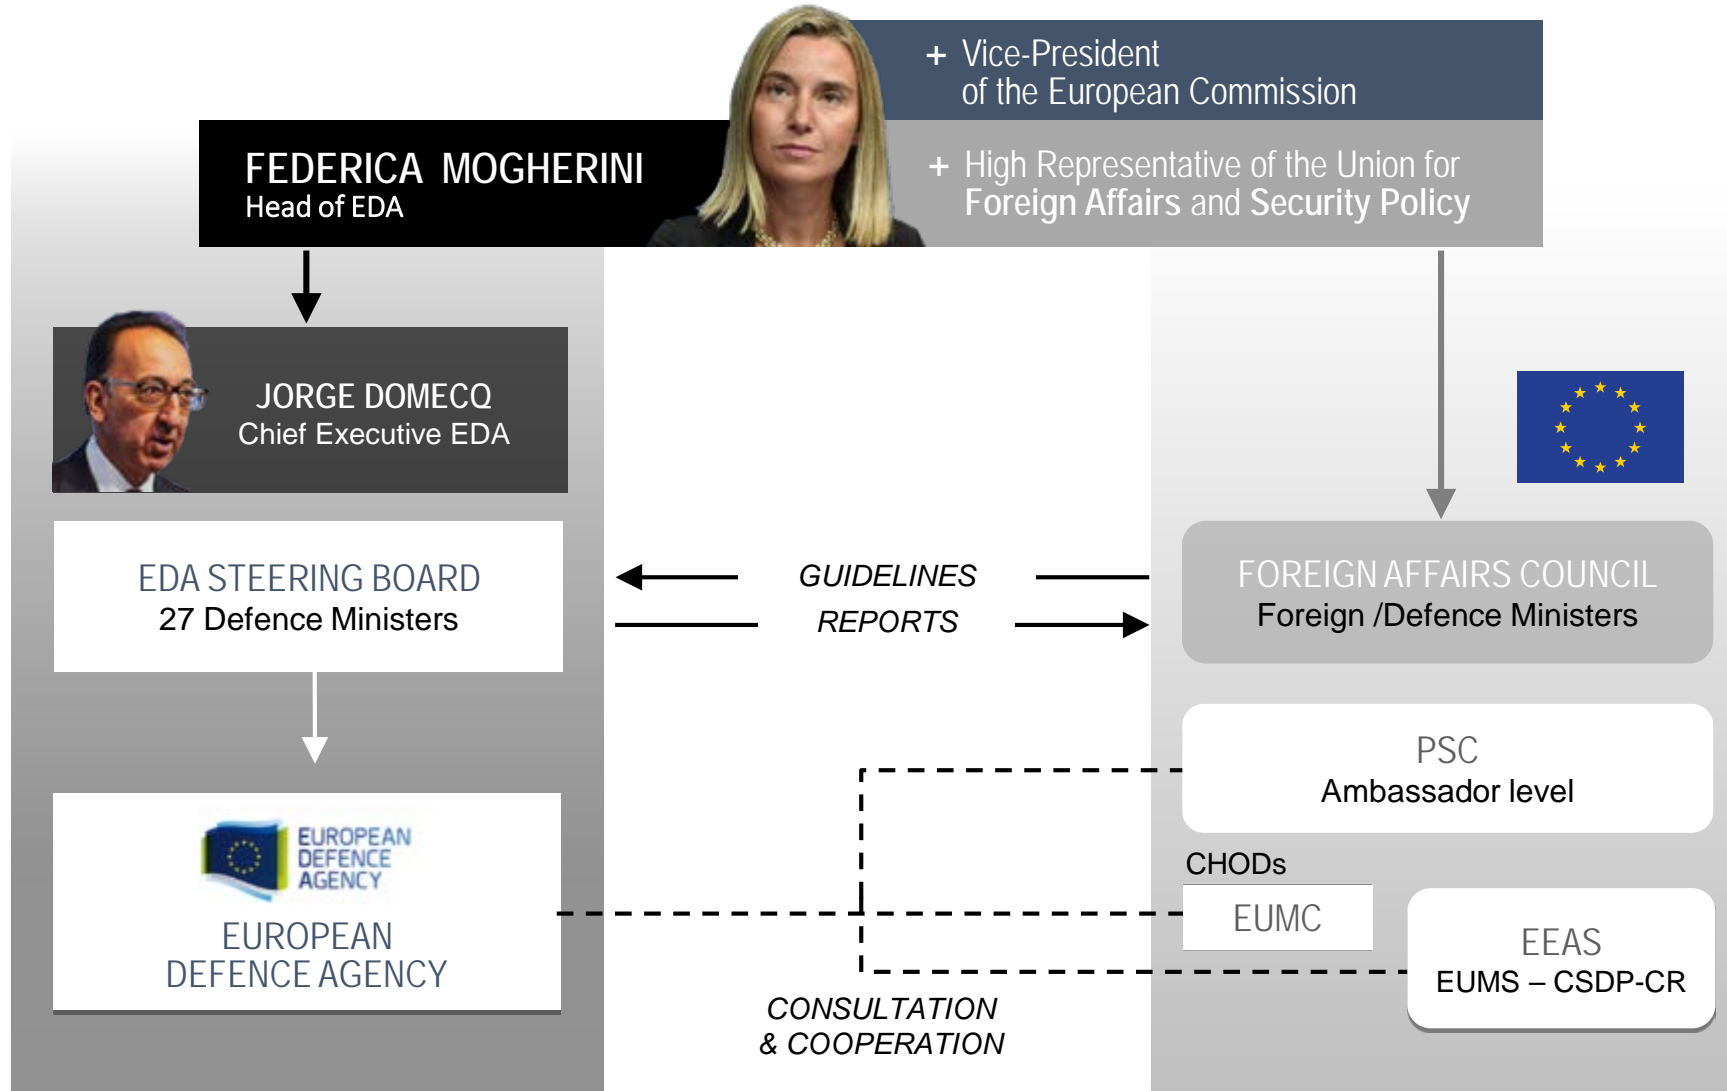 + Vice-President
of the European Commission
FEDERICA MOGHERINI
Head of EDA
+ High Representative of the Union for
Foreign Affairs and Security Policy
JORGE DOMECQ
Chief Executive EDA
EDA STEERING BOARD
27 Defence Ministers
GUIDELINES
REPORTS
FOREIGN AFFAIRS COUNCIL
Foreign /Defence Ministers
PSC
Ambassador level
EUROPEAN
DEFENCE
AGENCY
EUROPEAN
DEFENCE AGENCY
CHODs
EUMC
EEAS
EUMS – CSDP-CR
CONSULTATION
& COOPERATION